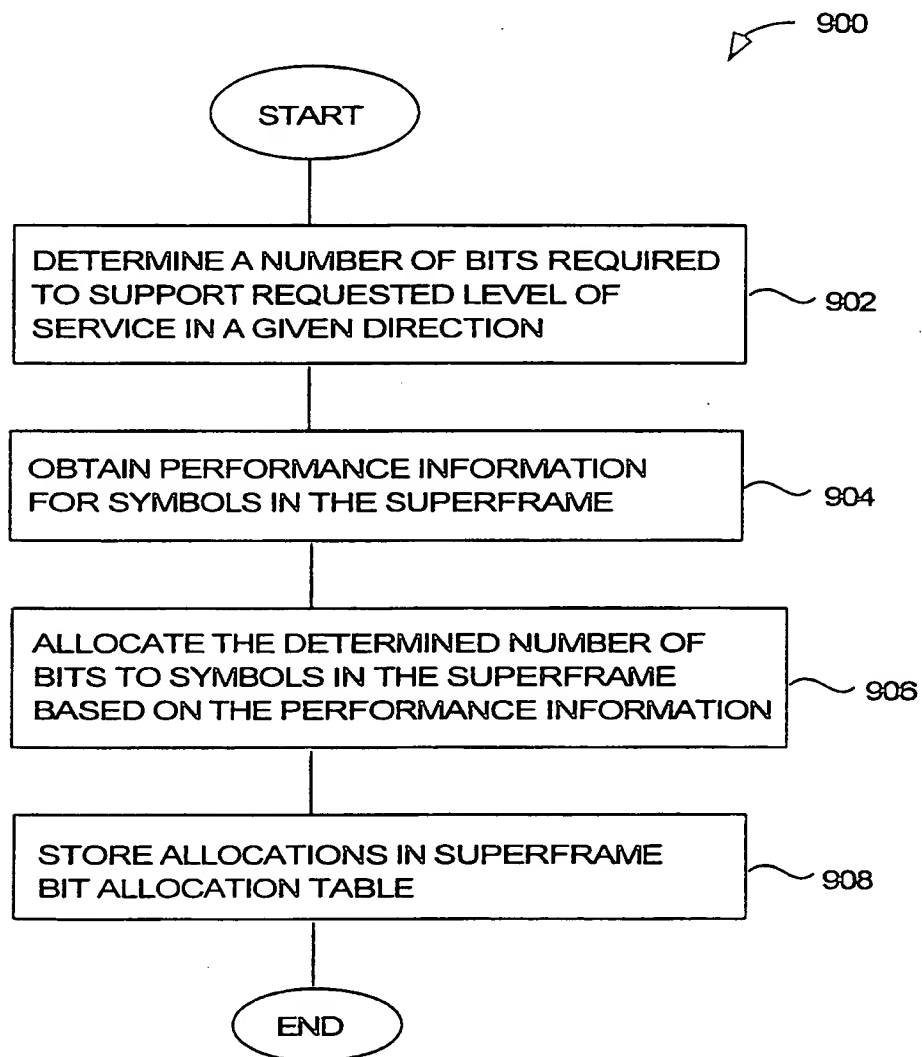 900
START
DETERMINE A NUMBER OF BITS REQUIRED
TO SUPPORT REQUESTED LEVEL OF
SERVICE IN A GIVEN DIRECTION
902
OBTAIN PERFORMANCE INFORMATION
FOR SYMBOLS IN THE SUPERFRAME
904
ALLOCATE THE DETERMINED NUMBER OF
BITS TO SYMBOLS IN THE SUPERFRAME
BASED ON THE PERFORMANCE INFORMATION
906
STORE ALLOCATIONS IN SUPERFRAME
BIT ALLOCATION TABLE
908
END